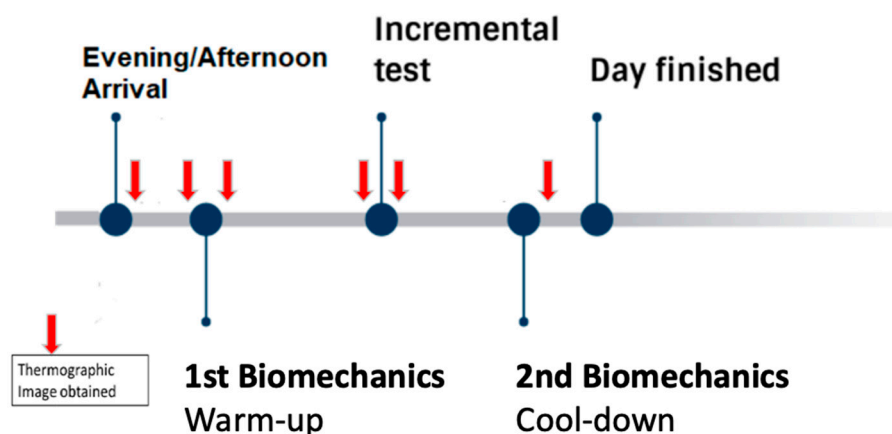 Evening/Afternoon
Arrival
Incremental
test
Day finished
Thermographic
Image obtained
1st Biomechanics
Warm-up
2nd Biomechanics
Cool-down